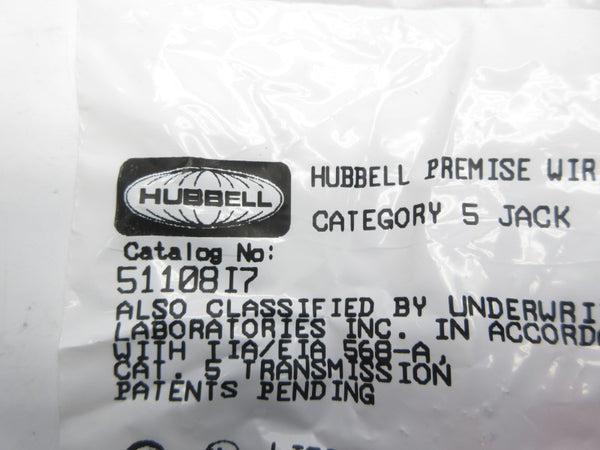 HUBBELL PREMISE WIR
HUBBELL
CATEGORY 5 JACK
Catalog No:
51108I7
ALSO CLASSIFIED BY UNDERWRI
LABORATORIES INC. IN ACCORD
WITH TIA/EIA 568-A,
CAT. 5 TRANSMISSION
PATENTS PENDING